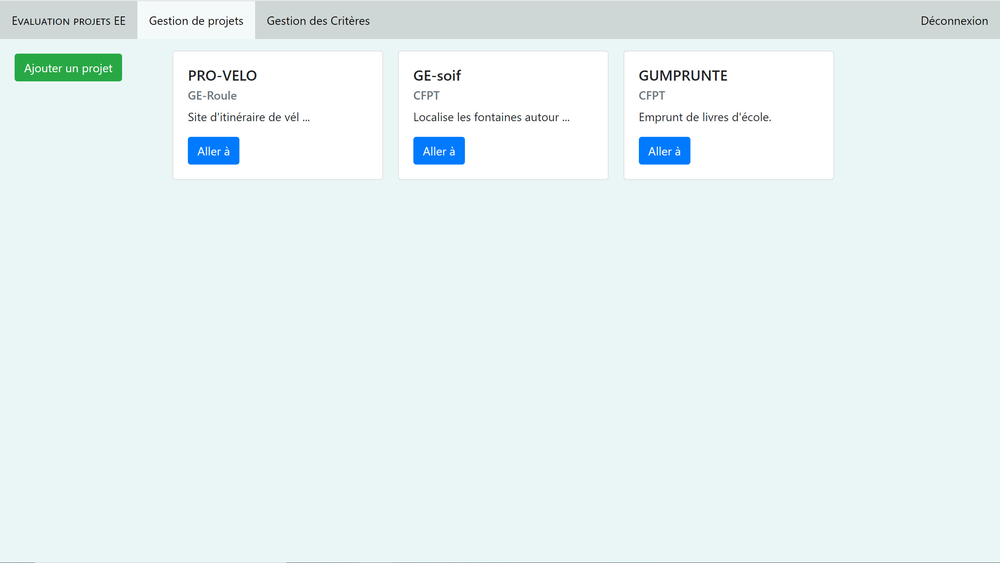 Evaluation projets EE
Gestion de projets
Gestion des Critères
Déconnexion
Ajouter un projet
PRO-VELO
GE-Roule
Site d'itinéraire de vél ...
Aller à
GE-soif
CFPT
Localise les fontaines autour ...
Aller à
GUMPRUNTE
CFPT
Emprunt de livres d'école.
Aller à